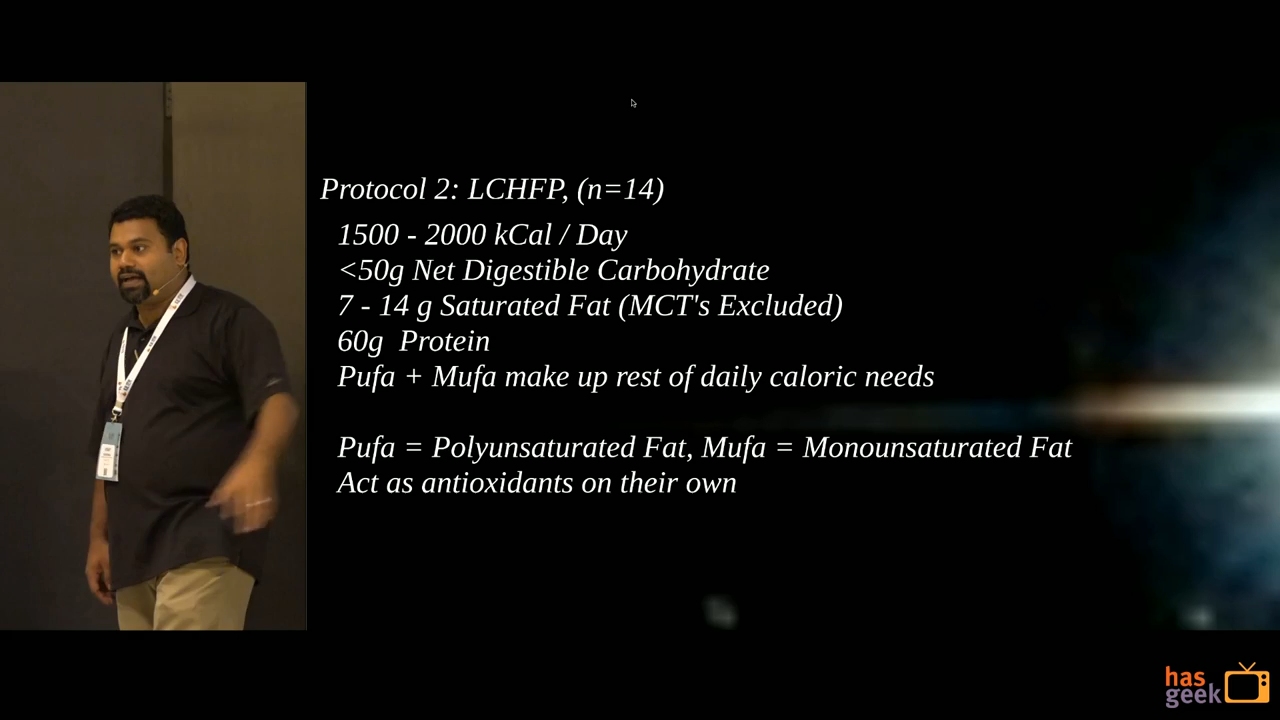 Protocol 2: LCHFP, (n=14)
1500 - 2000 kCal / Day
<50g Net Digestible Carbohydrate
7 - 14 g Saturated Fat (MCT's Excluded)
60g  Protein
Pufa + Mufa make up rest of daily caloric needs
Pufa = Polyunsaturated Fat, Mufa = Monounsaturated Fat
Act as antioxidants on their own
has
geek